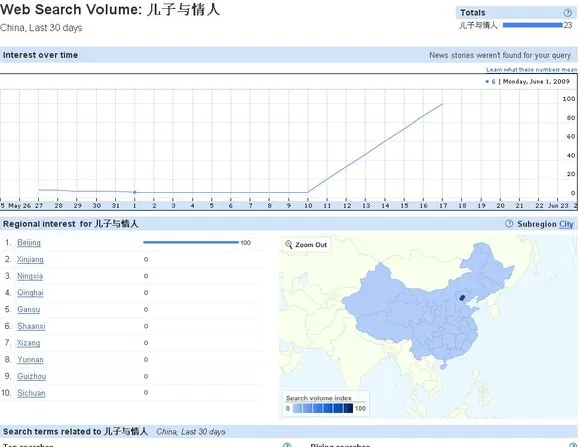 Web Search Volume: 儿子与情人
China, Last 30 days
Totals
儿子与情人 23
Interest over time
News stories weren't found for your query.
Learn what these numbers mean
6 | Monday, June 1, 2009
100
80
60
40
20
0
5 May 26 27 28 29 30 31 1 2 3 4 5 6 7 8 9 10 11 12 13 14 15 16 17 18 19 20 21 22 Jun 23 2
Regional interest for 儿子与情人
Subregion City
1. Beijing 100
2. Xinjiang 0
3. Ningxia 0
4. Qinghai 0
5. Gansu 0
6. Shaanxi 0
7. Xizang 0
8. Yunnan 0
9. Guizhou 0
10. Sichuan 0
Zoom Out
Search volume index
0 100
Search terms related to 儿子与情人 China, Last 30 days
Top searches
Rising searches